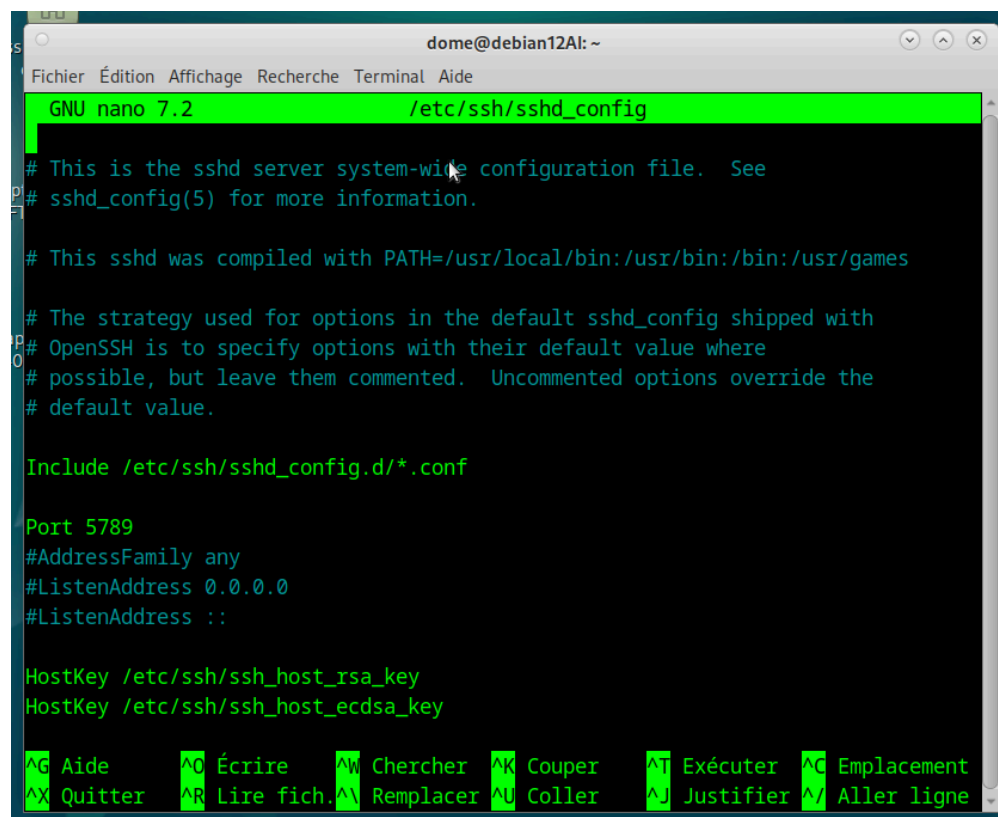 dome@debian12AI: ~
Fichier Édition Affichage Recherche Terminal Aide
GNU nano 7.2 /etc/ssh/sshd_config
# This is the sshd server system-wide configuration file.  See
# sshd_config(5) for more information.
# This sshd was compiled with PATH=/usr/local/bin:/usr/bin:/bin:/usr/games
# The strategy used for options in the default sshd_config shipped with
# OpenSSH is to specify options with their default value where
# possible, but leave them commented.  Uncommented options override the
# default value.
Include /etc/ssh/sshd_config.d/*.conf
Port 5789
#AddressFamily any
#ListenAddress 0.0.0.0
#ListenAddress ::
HostKey /etc/ssh/ssh_host_rsa_key
HostKey /etc/ssh/ssh_host_ecdsa_key
^G Aide ^O Écrire ^W Chercher ^K Couper ^T Exécuter ^C Emplacement
^X Quitter ^R Lire fich. ^\ Remplacer ^U Coller ^J Justifier ^/ Aller ligne